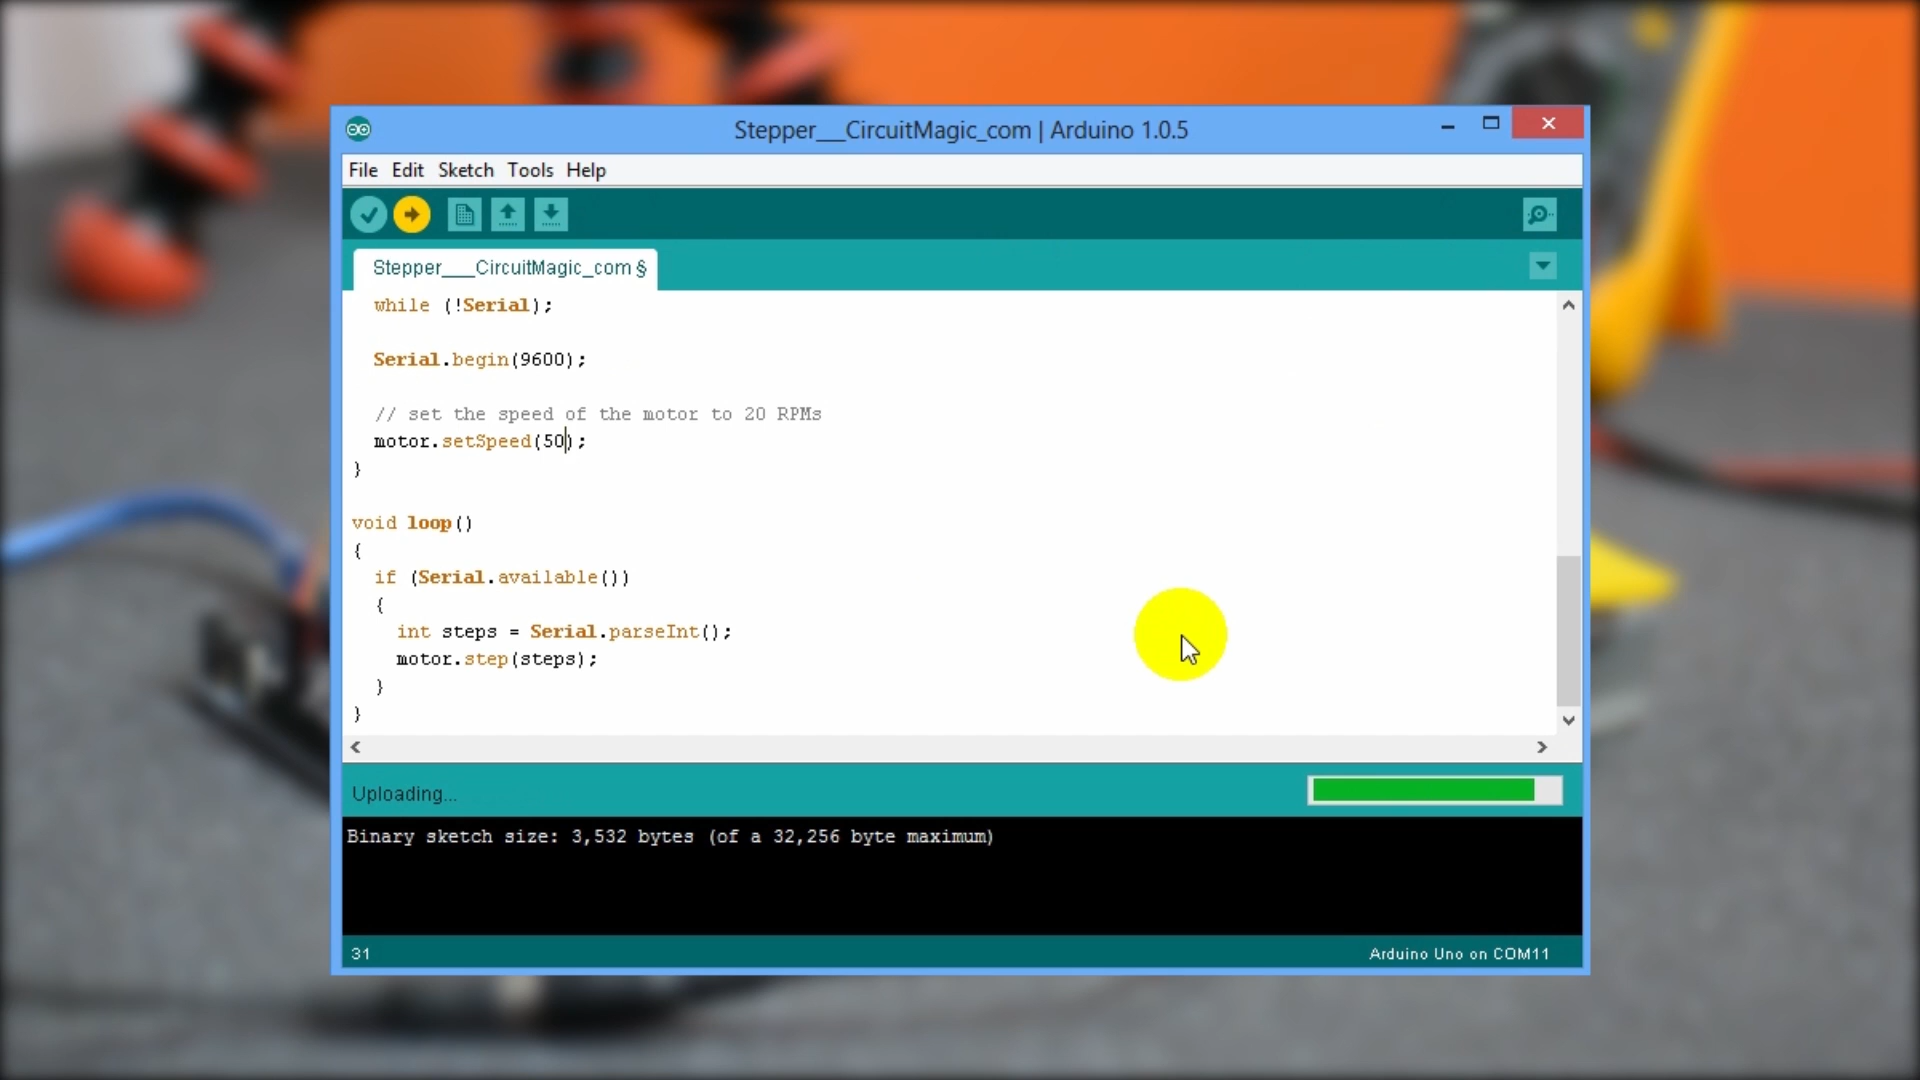 Stepper___CircuitMagic_com | Arduino 1.0.5
File Edit Sketch Tools Help
Stepper___CircuitMagic_com §
while (!Serial);
Serial.begin(9600);
// set the speed of the motor to 20 RPMs
motor.setSpeed(50);
}
void loop()
{
if (Serial.available())
{
int steps = Serial.parseInt();
motor.step(steps);
}
}
Uploading...
Binary sketch size: 3,532 bytes (of a 32,256 byte maximum)
31
Arduino Uno on COM11